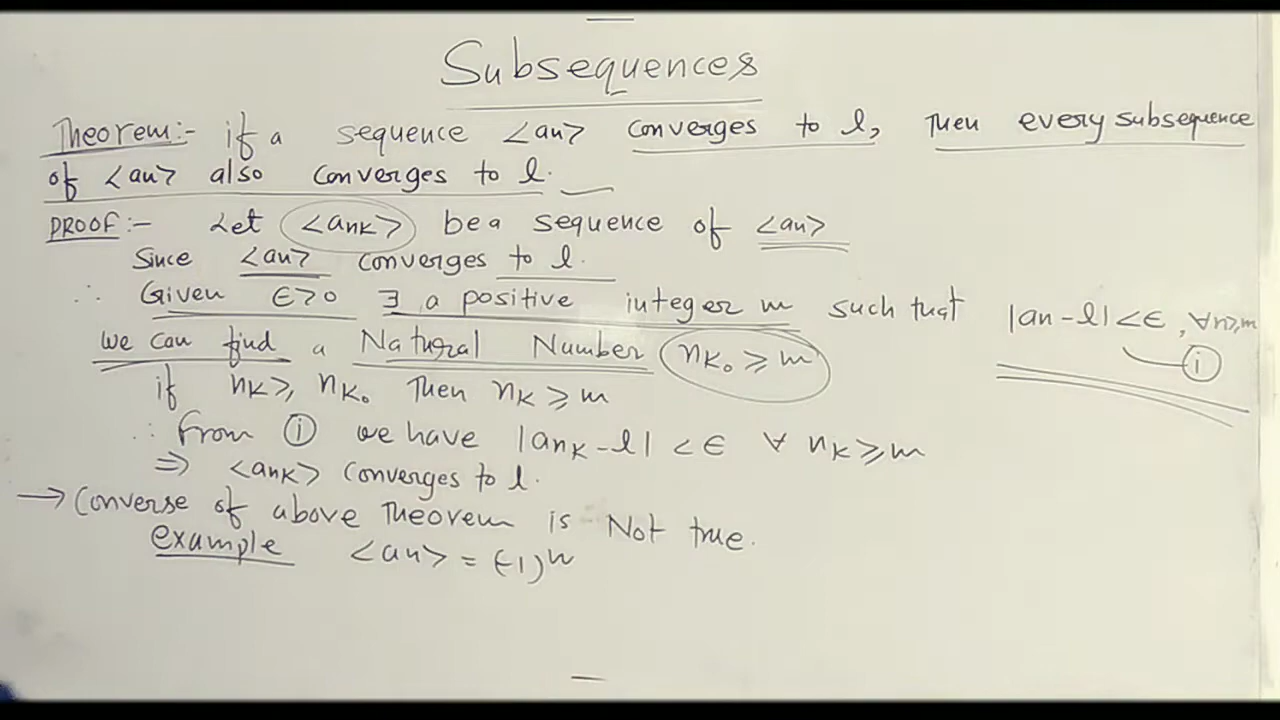 Subsequences
Theorem:- if a sequence <an> converges to l, Then every subsequence
of <an> also converges to l.
PROOF:- Let <ank> be a sequence of <an>
Since <an> converges to l.
∴ Given ∈>0 ∃ a positive integer m such that |an-l|<∈, ∀n≥m
(i)
we can find a Natural Number nk₀ ≥ m
if nk ≥, nk₀ Then nk ≥ m
∴ from (i) we have |ank - l| < ∈ ∀ nk ≥ m
⇒ <ank> converges to l.
→ Converse of above Theorem is Not true.
example <an> = (-1)ⁿ